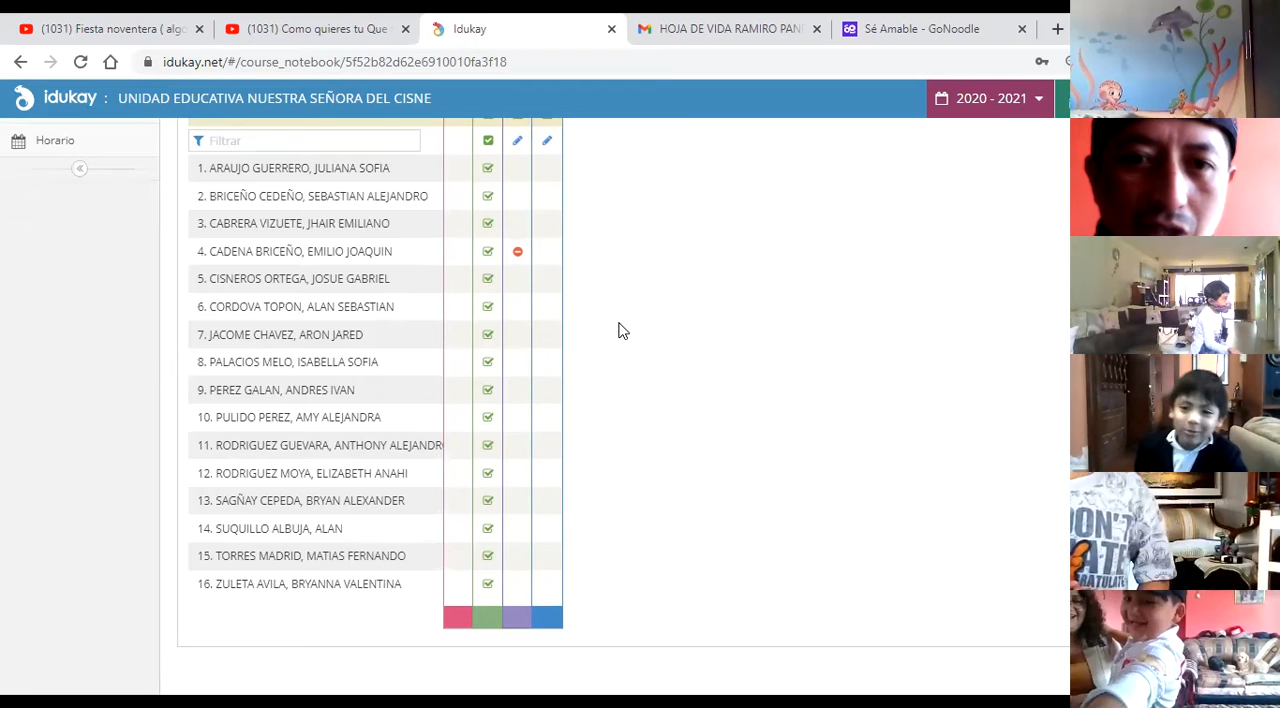 (1031) Fiesta noventera ( algo
(1031) Como quieres tu Que
Idukay
HOJA DE VIDA RAMIRO PAN
Sé Amable - GoNoodle
idukay.net/#/course_notebook/5f52b82d62e6910010fa3f18
idukay : UNIDAD EDUCATIVA NUESTRA SEÑORA DEL CISNE
2020 - 2021
Horario
Filtrar
1. ARAUJO GUERRERO, JULIANA SOFIA
2. BRICEÑO CEDEÑO, SEBASTIAN ALEJANDRO
3. CABRERA VIZUETE, JHAIR EMILIANO
4. CADENA BRICEÑO, EMILIO JOAQUIN
5. CISNEROS ORTEGA, JOSUE GABRIEL
6. CORDOVA TOPON, ALAN SEBASTIAN
7. JACOME CHAVEZ, ARON JARED
8. PALACIOS MELO, ISABELLA SOFIA
9. PEREZ GALAN, ANDRES IVAN
10. PULIDO PEREZ, AMY ALEJANDRA
11. RODRIGUEZ GUEVARA, ANTHONY ALEJANDR
12. RODRIGUEZ MOYA, ELIZABETH ANAHI
13. SAGÑAY CEPEDA, BRYAN ALEXANDER
14. SUQUILLO ALBUJA, ALAN
15. TORRES MADRID, MATIAS FERNANDO
16. ZULETA AVILA, BRYANNA VALENTINA
DON'T